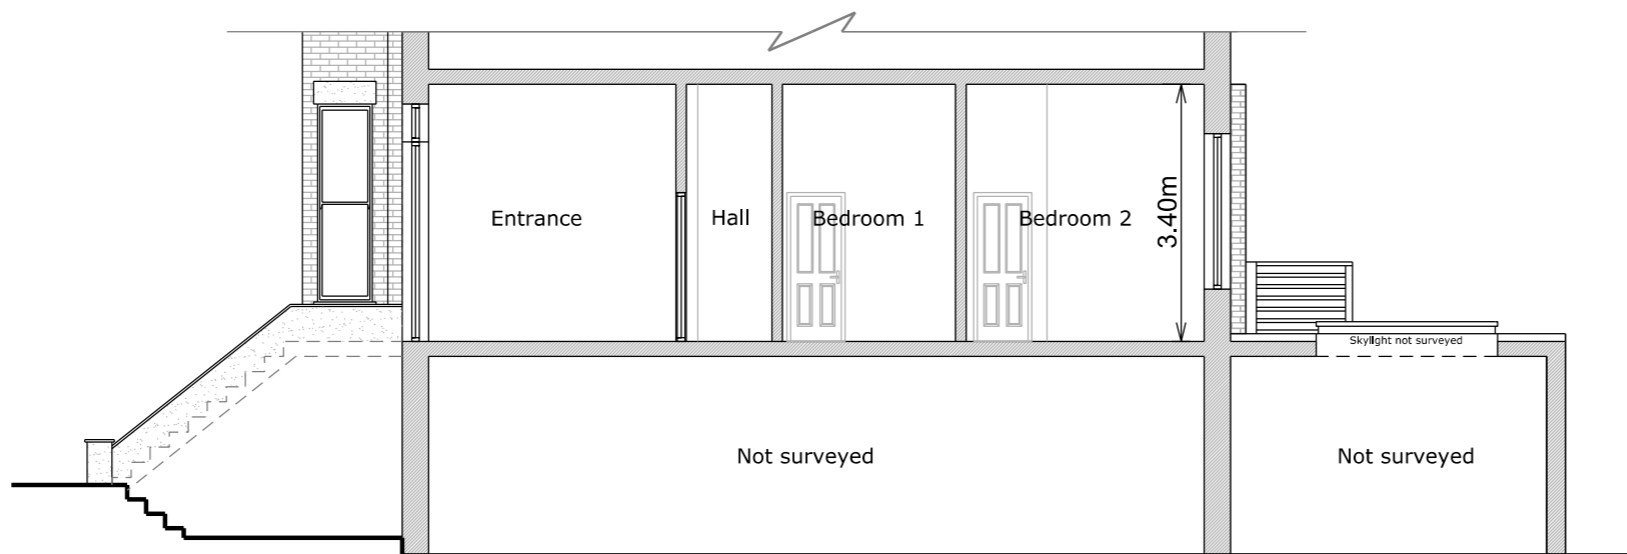 Entrance
Hall
Bedroom 1
Bedroom 2
3.40m
Skylight not surveyed
Not surveyed
Not surveyed